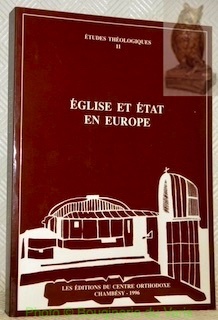 ÉTUDES THÉOLOGIQUES
11
ÉGLISE ET ÉTAT
EN EUROPE
LES ÉDITIONS DU CENTRE ORTHODOXE
CHAMBÉSY - 1996